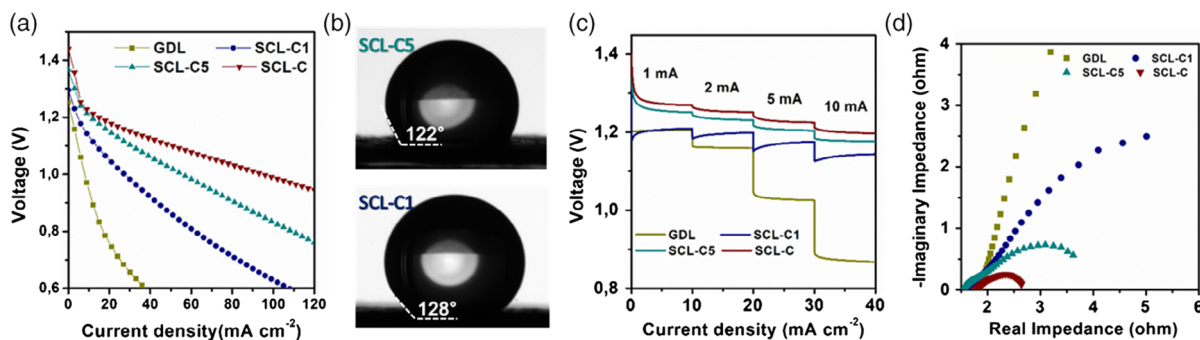 (a)
1.4
1.2
1.0
0.8
0,6
0
20
40
60
80
100
120
Voltage (V)
Current density(mA cm-2)
GDL
SCL-C1
SCL-C5
SCL-C
(b)
SCL-C5
122°
SCL-C1
128°
(c)
1,4
1,2
1,0
0,8
0
10
20
30
40
Voltage (V)
Current density (mA cm-2)
1 mA
2 mA
5 mA
10 mA
GDL
SCL-C1
SCL-C5
SCL-C
(d)
4
3
2
1
0
2
3
4
5
6
-Imaginary Impedance (ohm)
Real Impedance (ohm)
GDL
SCL-C1
SCL-C5
SCL-C